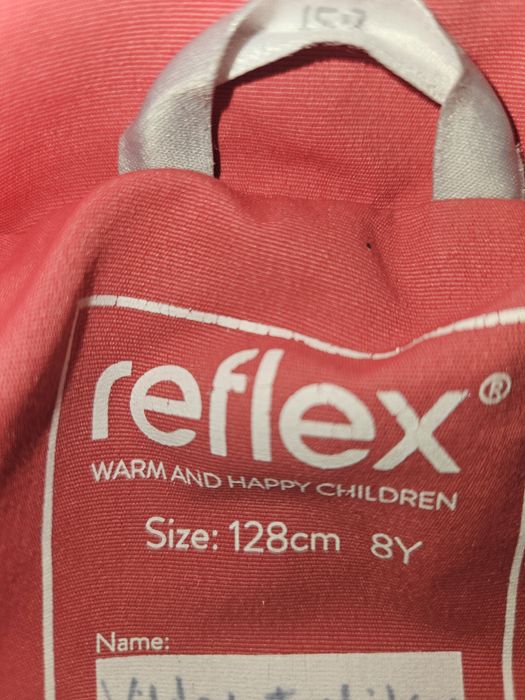 reflex®
WARM AND HAPPY CHILDREN
Size: 128cm 8Y
Name: